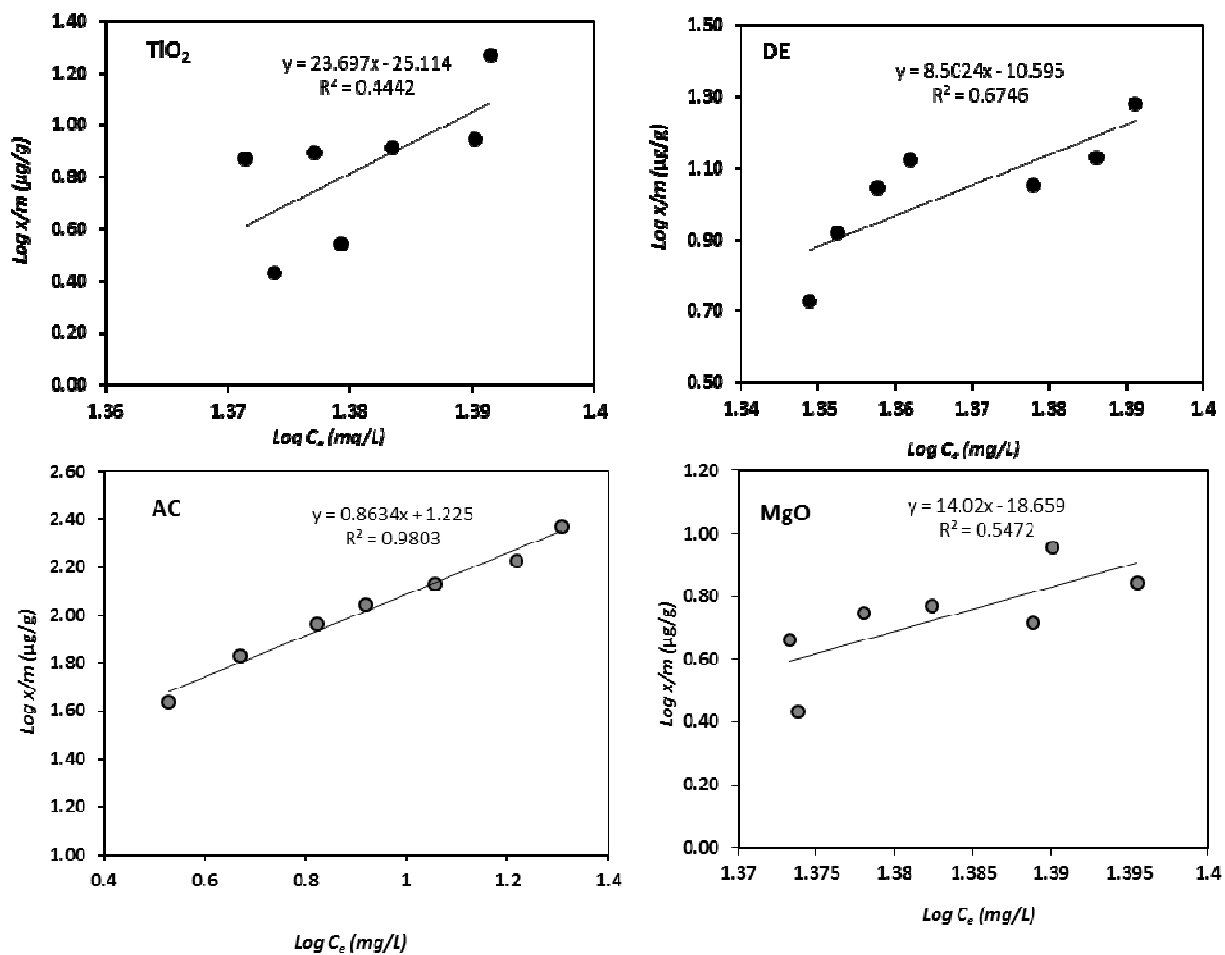 TiO2
y = 23.697x - 25.114
R² = 0.4442
1.40
1.20
1.00
0.80
0.60
0.40
0.20
0.00
Log x/m (µg/g)
1.36 1.37 1.38 1.39 1.4
Log Ce (mg/L)
DE
y = 8.5024x - 10.595
R² = 0.6746
1.50
1.30
1.10
0.90
0.70
0.50
Log x/m (µg/g)
1.34 1.35 1.36 1.37 1.38 1.39 1.4
Log Ce (mg/L)
AC
y = 0.8634x + 1.225
R² = 0.9803
2.60
2.40
2.20
2.00
1.80
1.60
1.40
1.20
1.00
Log x/m (µg/g)
0.4 0.6 0.8 1 1.2 1.4
Log Ce (mg/L)
MgO
y = 14.02x - 18.659
R² = 0.5472
1.20
1.00
0.80
0.60
0.40
0.20
0.00
Log x/m (µg/g)
1.37 1.375 1.38 1.385 1.39 1.395 1.4
Log Ce (mg/L)